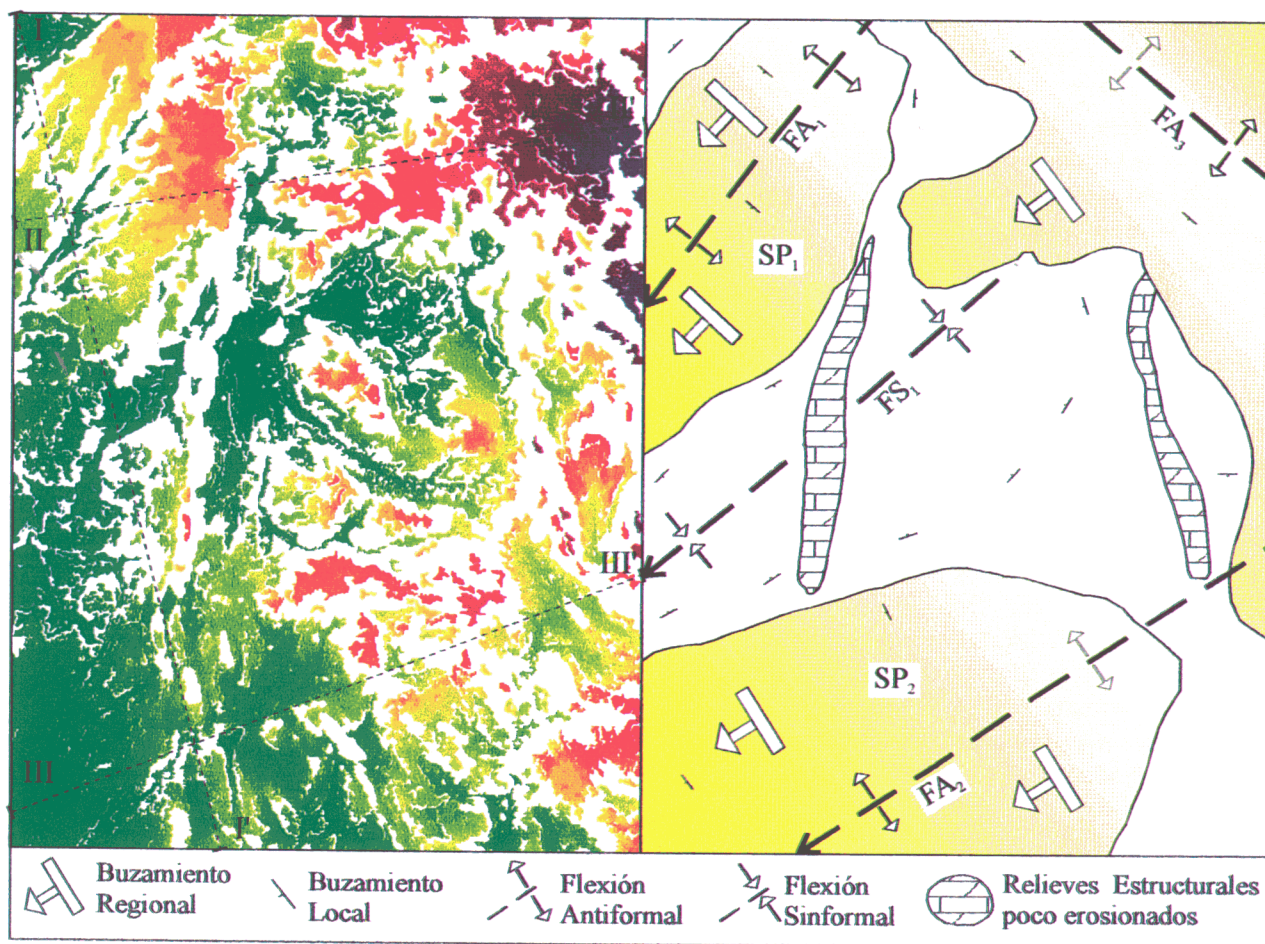 I
II
III
III'
I'
FA1
FA3
SP1
FS1
SP2
FA2
Buzamiento
Regional
Buzamiento
Local
Flexión
Antiformal
Flexión
Sinformal
Relieves Estructurales
poco erosionados